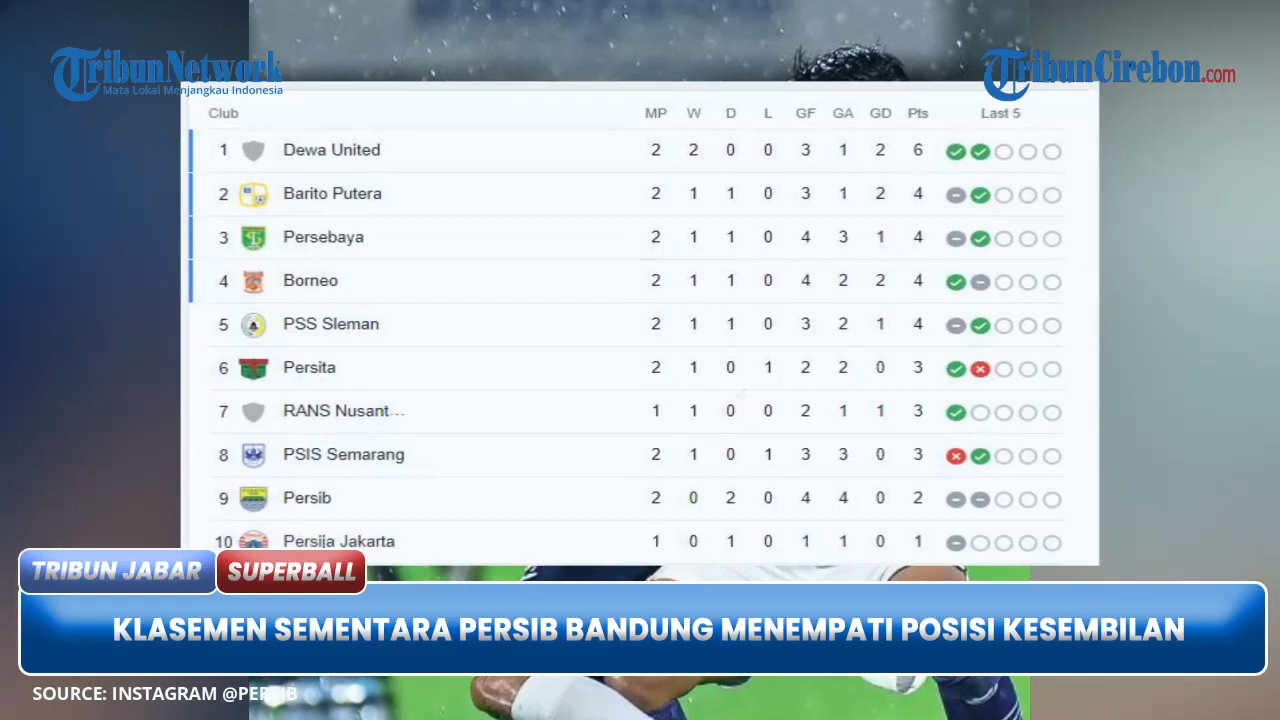 TribunNetwork
Mata Lokal Menjangkau Indonesia
TribunCirebon.com
Club MP W D L GF GA GD Pts Last 5
1 Dewa United 2 2 0 0 3 1 2 6
2 Barito Putera 2 1 1 0 3 1 2 4
3 Persebaya 2 1 1 0 4 3 1 4
4 Borneo 2 1 1 0 4 2 2 4
5 PSS Sleman 2 1 1 0 3 2 1 4
6 Persita 2 1 0 1 2 2 0 3
7 RANS Nusant... 1 1 0 0 2 1 1 3
8 PSIS Semarang 2 1 0 1 3 3 0 3
9 Persib 2 0 2 0 4 4 0 2
10 Persija Jakarta 1 0 1 0 1 1 0 1
TRIBUN JABAR SUPERBALL
KLASEMEN SEMENTARA PERSIB BANDUNG MENEMPATI POSISI KESEMBILAN
SOURCE: INSTAGRAM @PERSIB